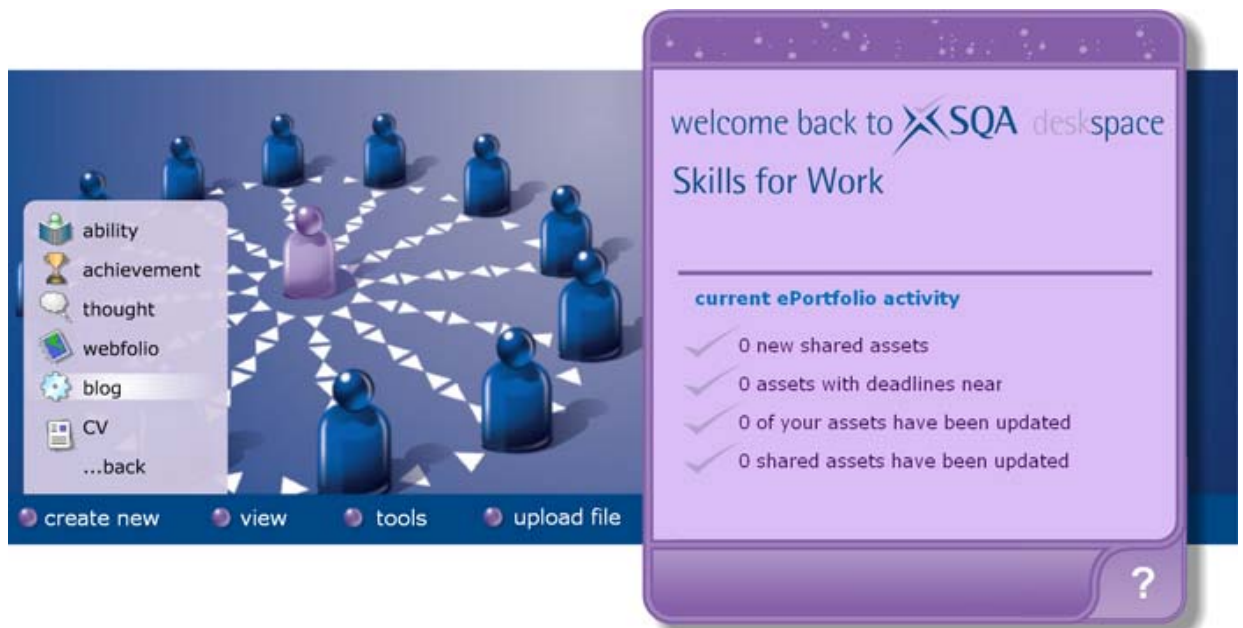 ability
achievement
thought
webfolio
blog
CV
...back
create new
view
tools
upload file
welcome back to SQA deskspace
Skills for Work
current ePortfolio activity
0 new shared assets
0 assets with deadlines near
0 of your assets have been updated
0 shared assets have been updated
?